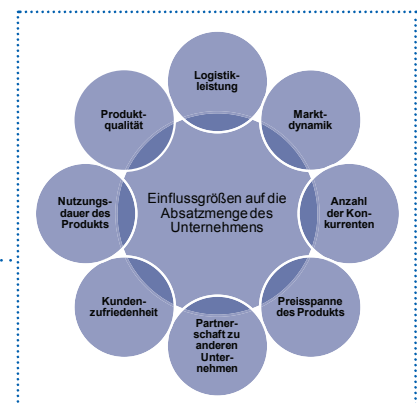 Logistik-
leistung
Produkt-
qualität
Markt-
dynamik
Nutzungs-
dauer des
Produkts
Einflussgrößen auf die
Absatzmenge des
Unternehmens
Anzahl
der Kon-
kurrenten
Kunden-
zufriedenheit
Preisspanne
des Produkts
Partner-
schaft zu
anderen
Unter-
nehmen